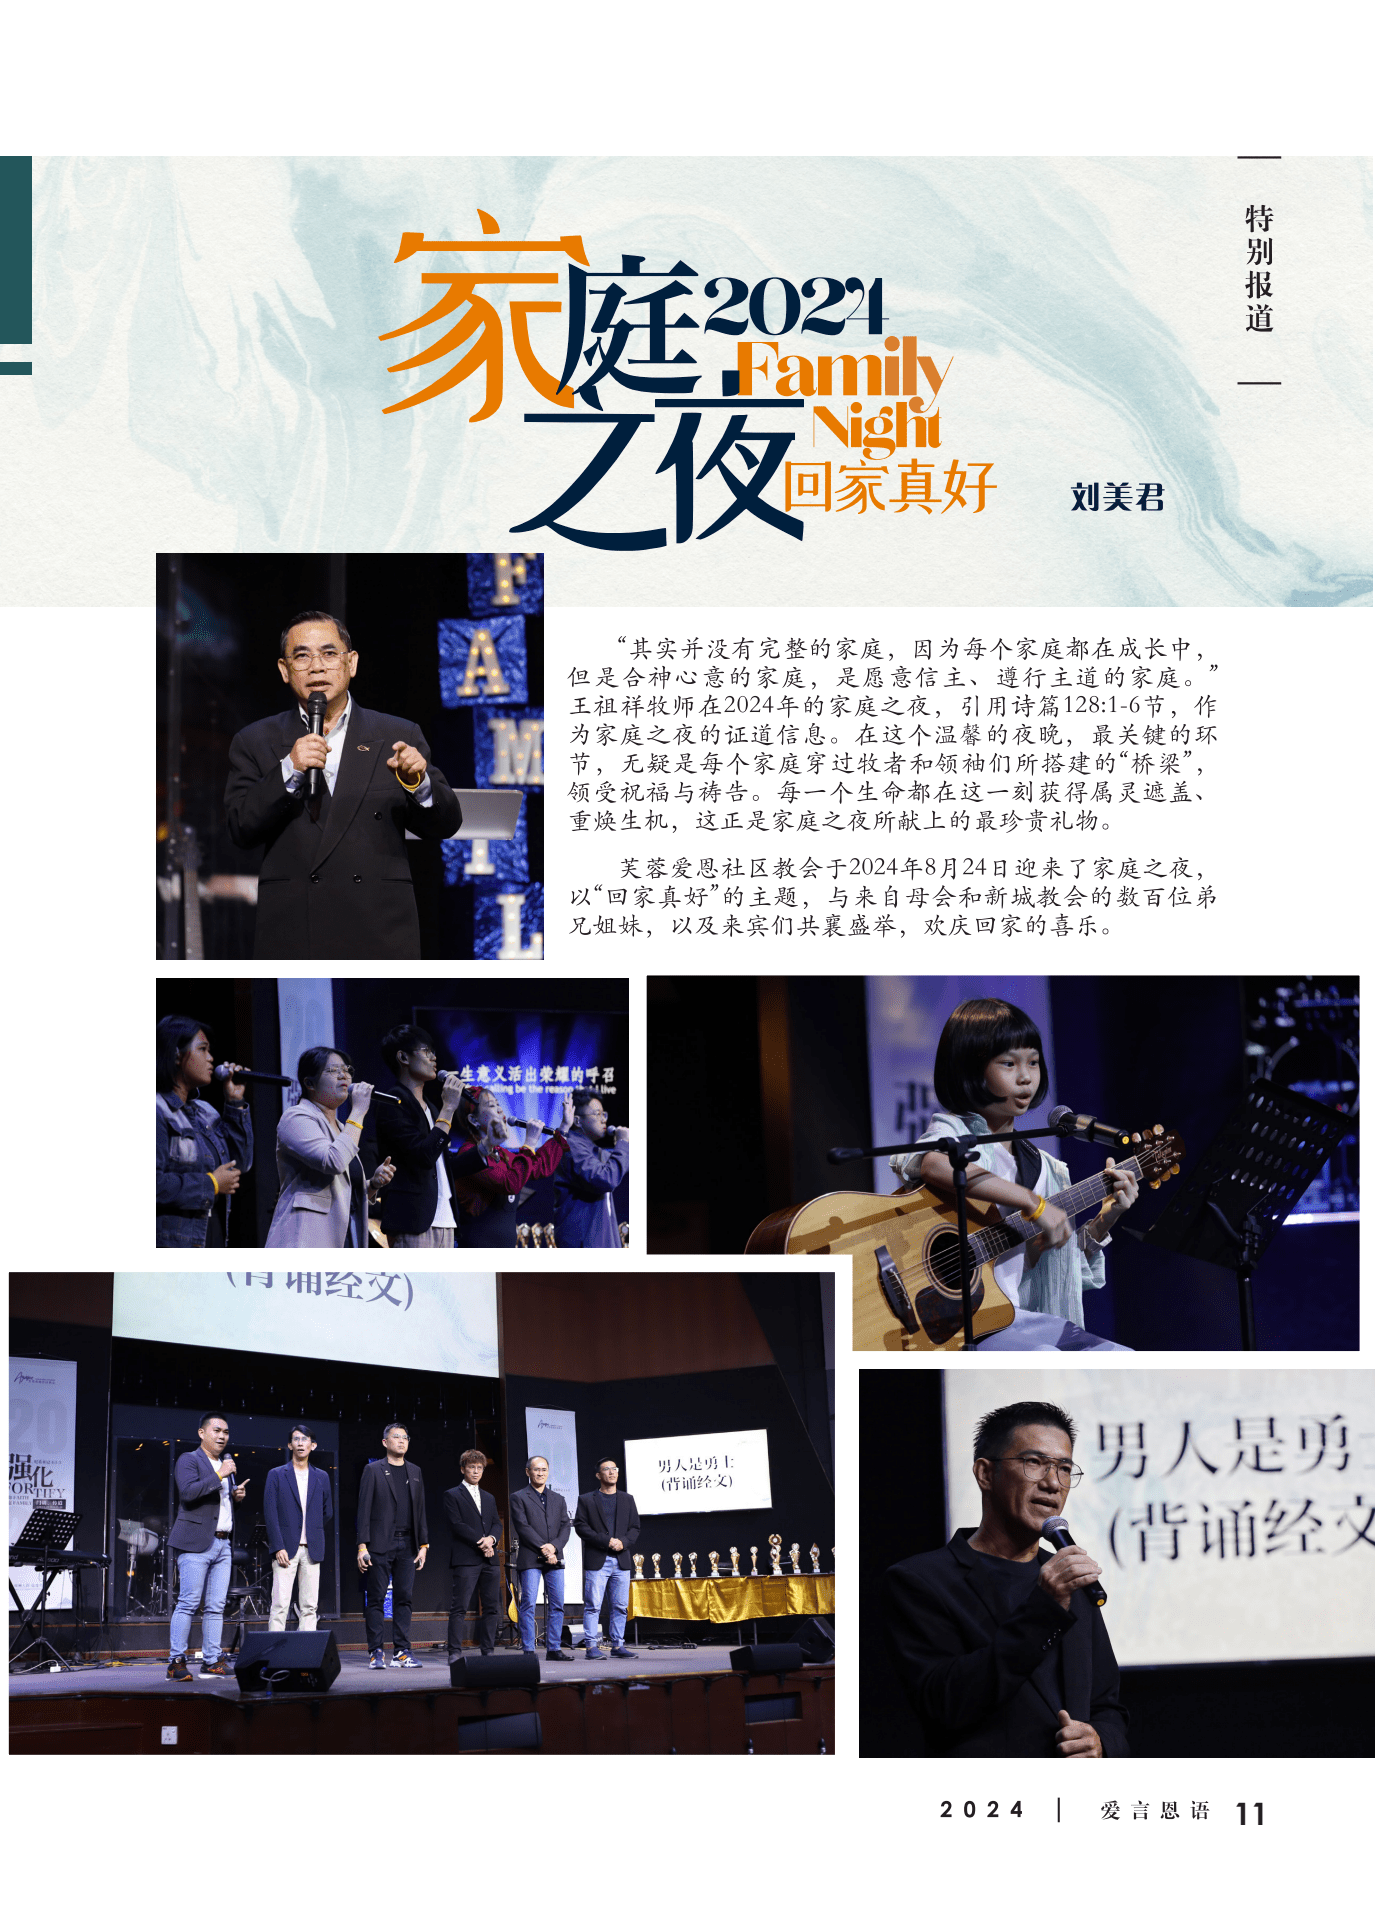 特别报道
家庭
之夜
2024
Family
Night
回家真好
刘美君
“其实并没有完整的家庭，因为每个家庭都在成长中，
但是合神心意的家庭，是愿意信主、遵行主道的家庭。”
王祖祥牧师在2024年的家庭之夜，引用诗篇128:1-6节，作
为家庭之夜的证道信息。在这个温馨的夜晚，最关键的环
节，无疑是每个家庭穿过牧者和领袖们所搭建的“桥梁”，
领受祝福与祷告。每一个生命都在这一刻获得属灵遮盖、
重焕生机，这正是家庭之夜所献上的最珍贵礼物。
芙蓉爱恩社区教会于2024年8月24日迎来了家庭之夜，
以“回家真好”的主题，与来自母会和新城教会的数百位弟
兄姐妹，以及来宾们共襄盛举，欢庆回家的喜乐。
F
A
M
I
L
一生意义活出荣耀的呼召
calling be the reason that I live
强
(背诵经文)
20
强化
FORTIFY
男人是勇士
(背诵经文)
男人是勇士
(背诵经文
2024 | 爱言恩语 11